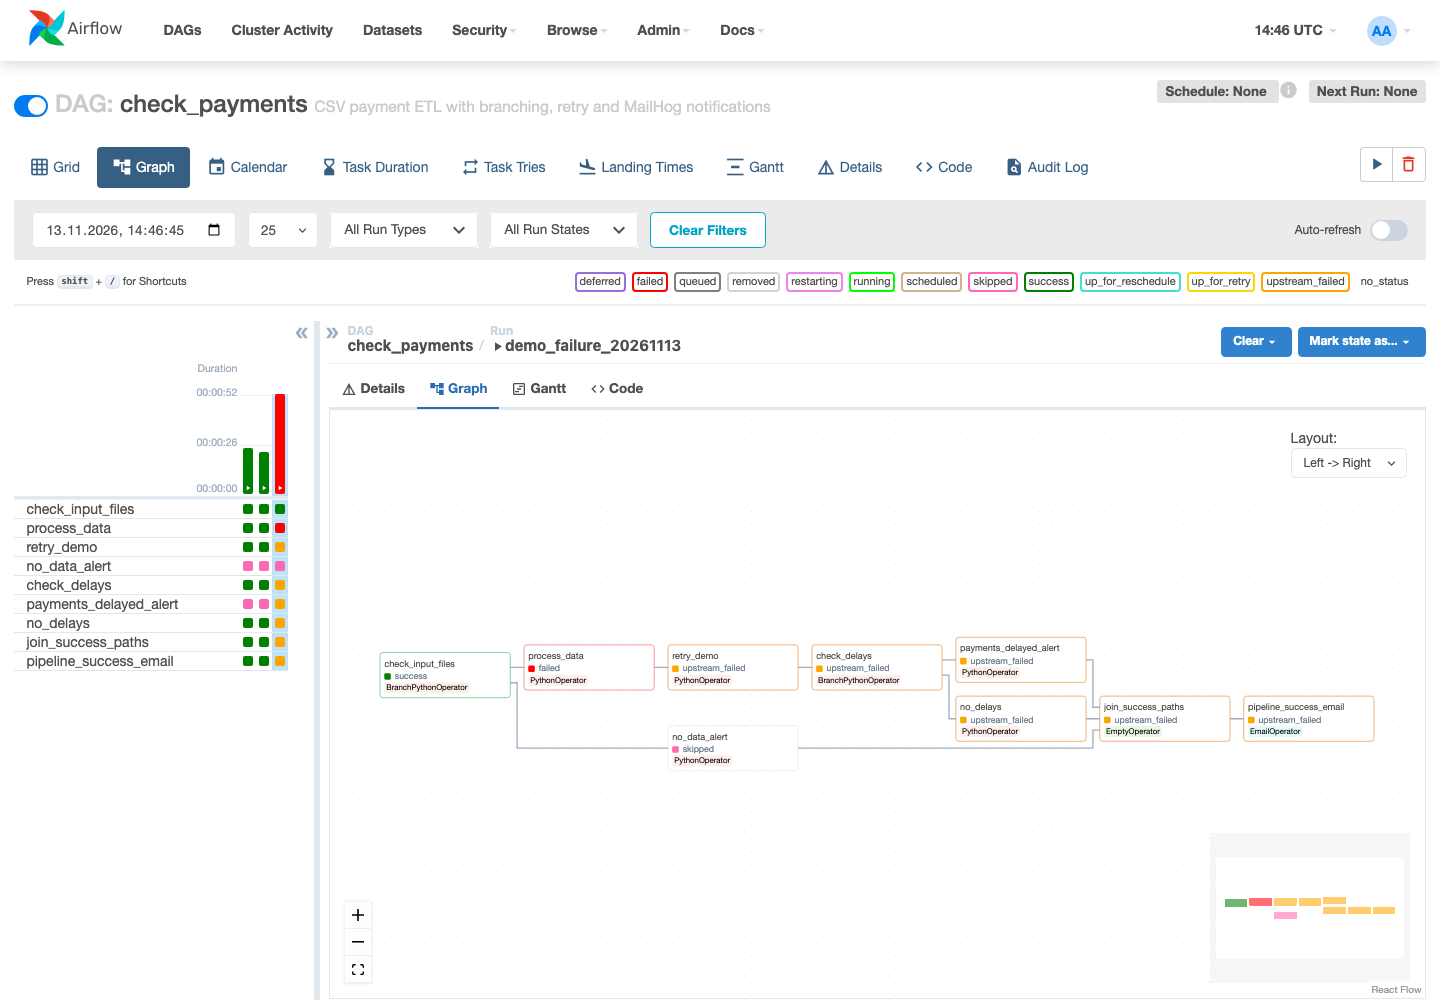 Airflow DAGs Cluster Activity Datasets Security Browse Admin Docs 14:46 UTC AA
DAG: check_payments CSV payment ETL with branching, retry and MailHog notifications
Schedule: None i Next Run: None
Grid Graph Calendar Task Duration Task Tries Landing Times Gantt Details Code Audit Log
13.11.2026, 14:46:45 25 All Run Types All Run States Clear Filters Auto-refresh
Press shift + / for Shortcuts
deferred failed queued removed restarting running scheduled skipped success up_for_reschedule up_for_retry upstream_failed no_status
DAG
check_payments
/
Run
demo_failure_20261113
Clear
Mark state as...
Details Graph Gantt Code
Duration
00:00:52
00:00:26
00:00:00
check_input_files
process_data
retry_demo
no_data_alert
check_delays
payments_delayed_alert
no_delays
join_success_paths
pipeline_success_email
Layout:
Left -> Right
check_input_files
success
BranchPythonOperator
process_data
failed
PythonOperator
retry_demo
upstream_failed
PythonOperator
check_delays
upstream_failed
BranchPythonOperator
payments_delayed_alert
upstream_failed
PythonOperator
no_delays
upstream_failed
PythonOperator
join_success_paths
upstream_failed
EmptyOperator
pipeline_success_email
upstream_failed
EmailOperator
no_data_alert
skipped
PythonOperator
React Flow